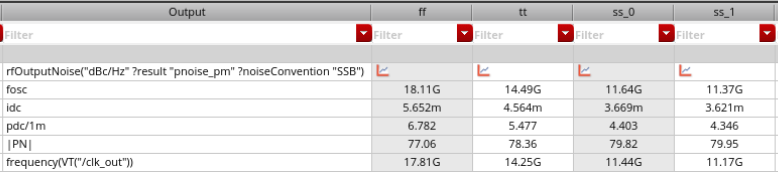 Output ff tt ss_0 ss_1
Filter Filter Filter Filter Filter
rfOutputNoise("dBc/Hz" ?result "pnoise_pm" ?noiseConvention "SSB")
fosc 18.11G 14.49G 11.64G 11.37G
idc 5.652m 4.564m 3.669m 3.621m
pdc/1m 6.782 5.477 4.403 4.346
|PN| 77.06 78.36 79.82 79.95
frequency(VT("/clk_out")) 17.81G 14.25G 11.44G 11.17G